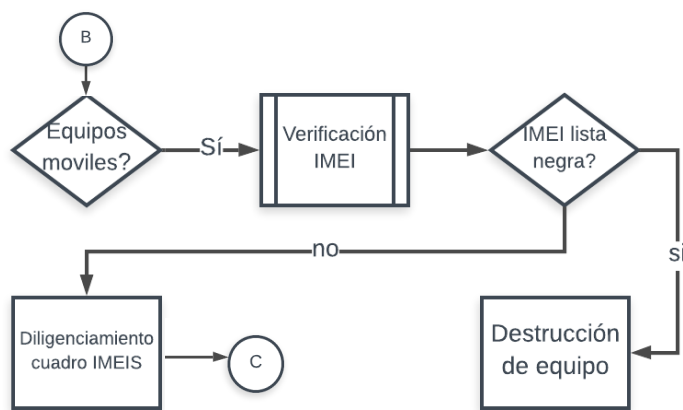 B
Equipos
moviles?
Sí
Verificación
IMEI
IMEI lista
negra?
no
si
Diligenciamiento
cuadro IMEIS
C
Destrucción
de equipo